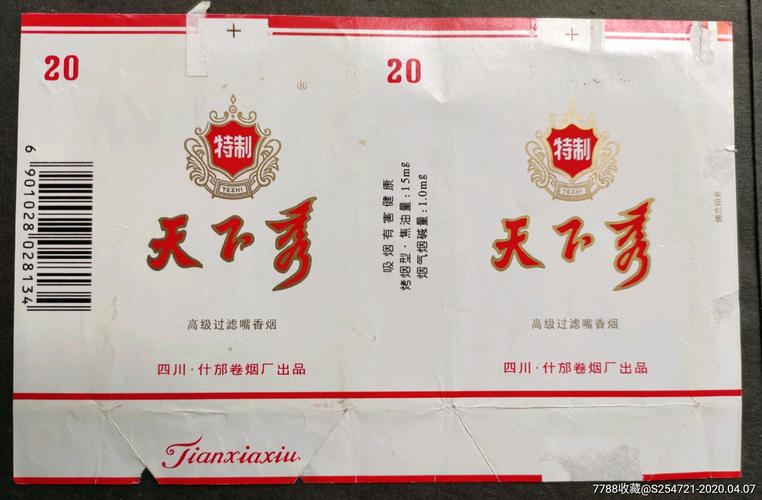 20
®
特制
TEZHI
天下秀
高级过滤嘴香烟
四川·什邡卷烟厂出品
Tianxiaxiu
6 901028 028134
20
吸烟有害健康
烤烟型·焦油量:15mg
烟气烟碱量:1.0mg
特制
TEZHI
天下秀
高级过滤嘴香烟
四川·什邡卷烟厂出品
7788收藏@S254721-2020.04.07